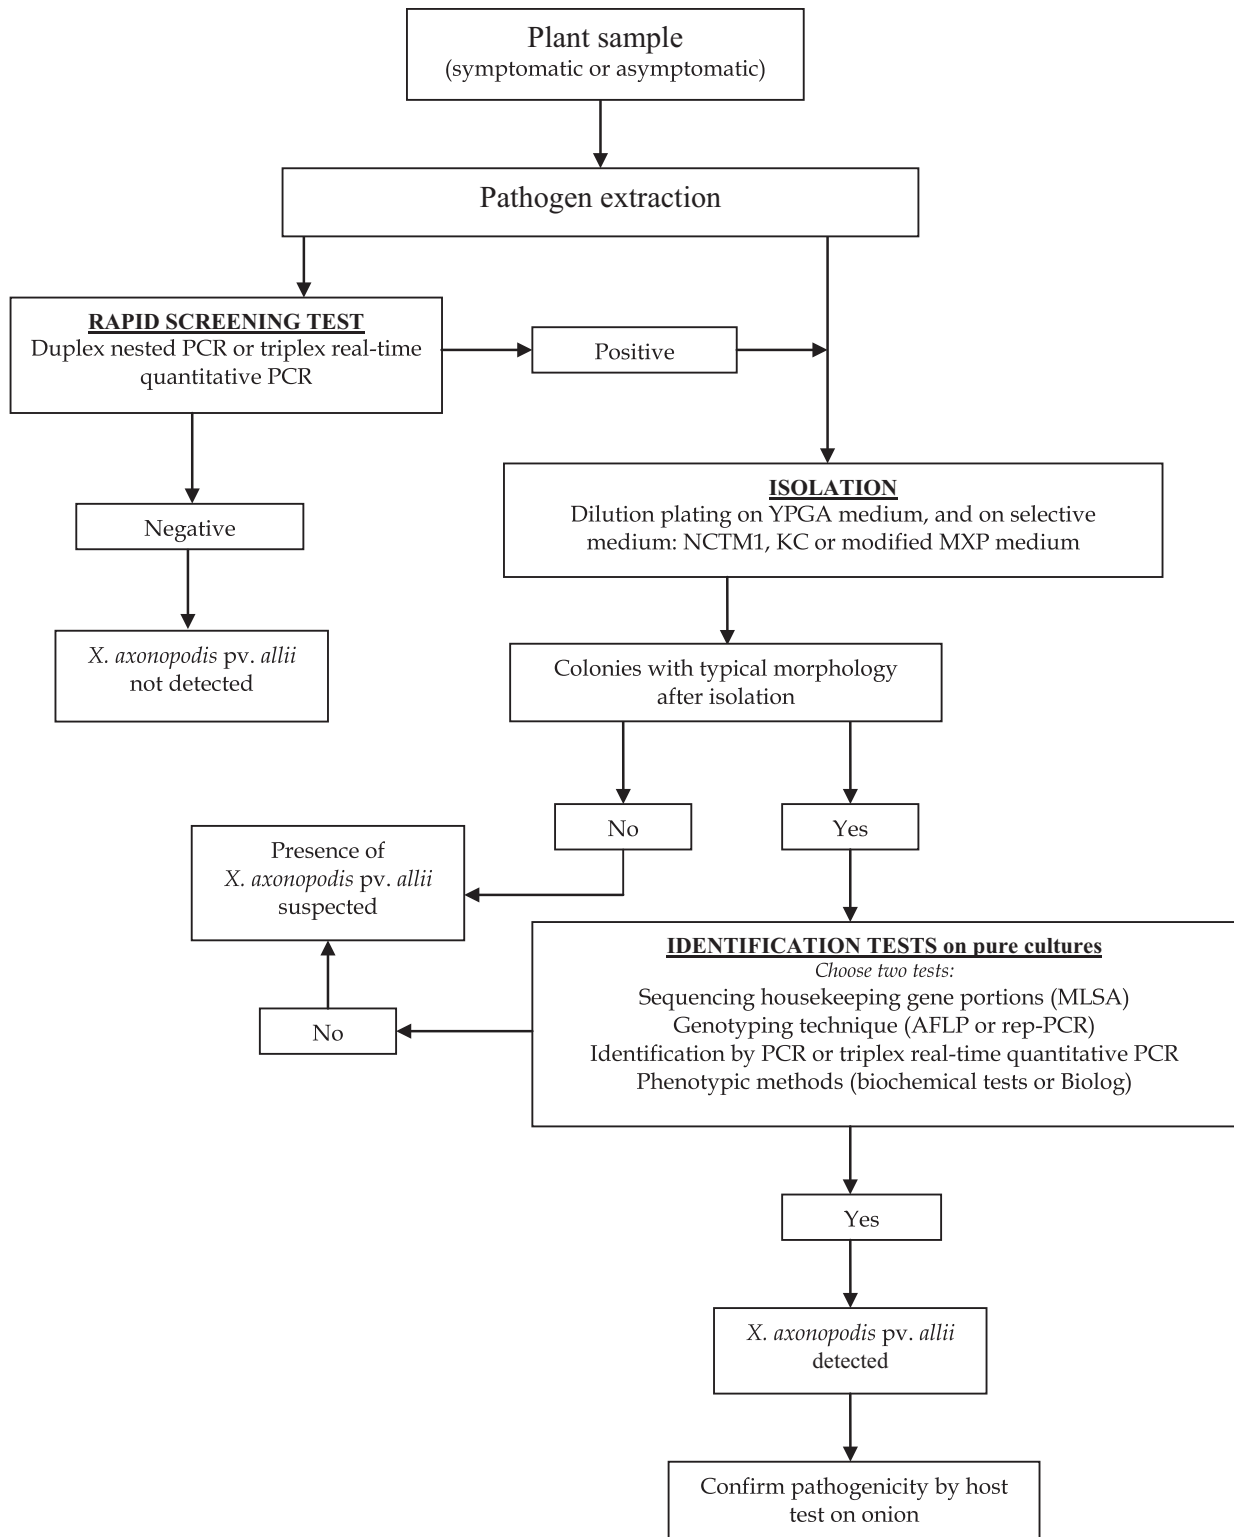 Plant sample
(symptomatic or asymptomatic)
Pathogen extraction
RAPID SCREENING TEST
Duplex nested PCR or triplex real-time
quantitative PCR
Positive
Negative
X. axonopodis pv. allii
not detected
ISOLATION
Dilution plating on YPGA medium, and on selective
medium: NCTM1, KC or modified MXP medium
Colonies with typical morphology
after isolation
No
Yes
Presence of
X. axonopodis pv. allii
suspected
IDENTIFICATION TESTS on pure cultures
Choose two tests:
Sequencing housekeeping gene portions (MLSA)
Genotyping technique (AFLP or rep-PCR)
Identification by PCR or triplex real-time quantitative PCR
Phenotypic methods (biochemical tests or Biolog)
No
Yes
X. axonopodis pv. allii
detected
Confirm pathogenicity by host
test on onion